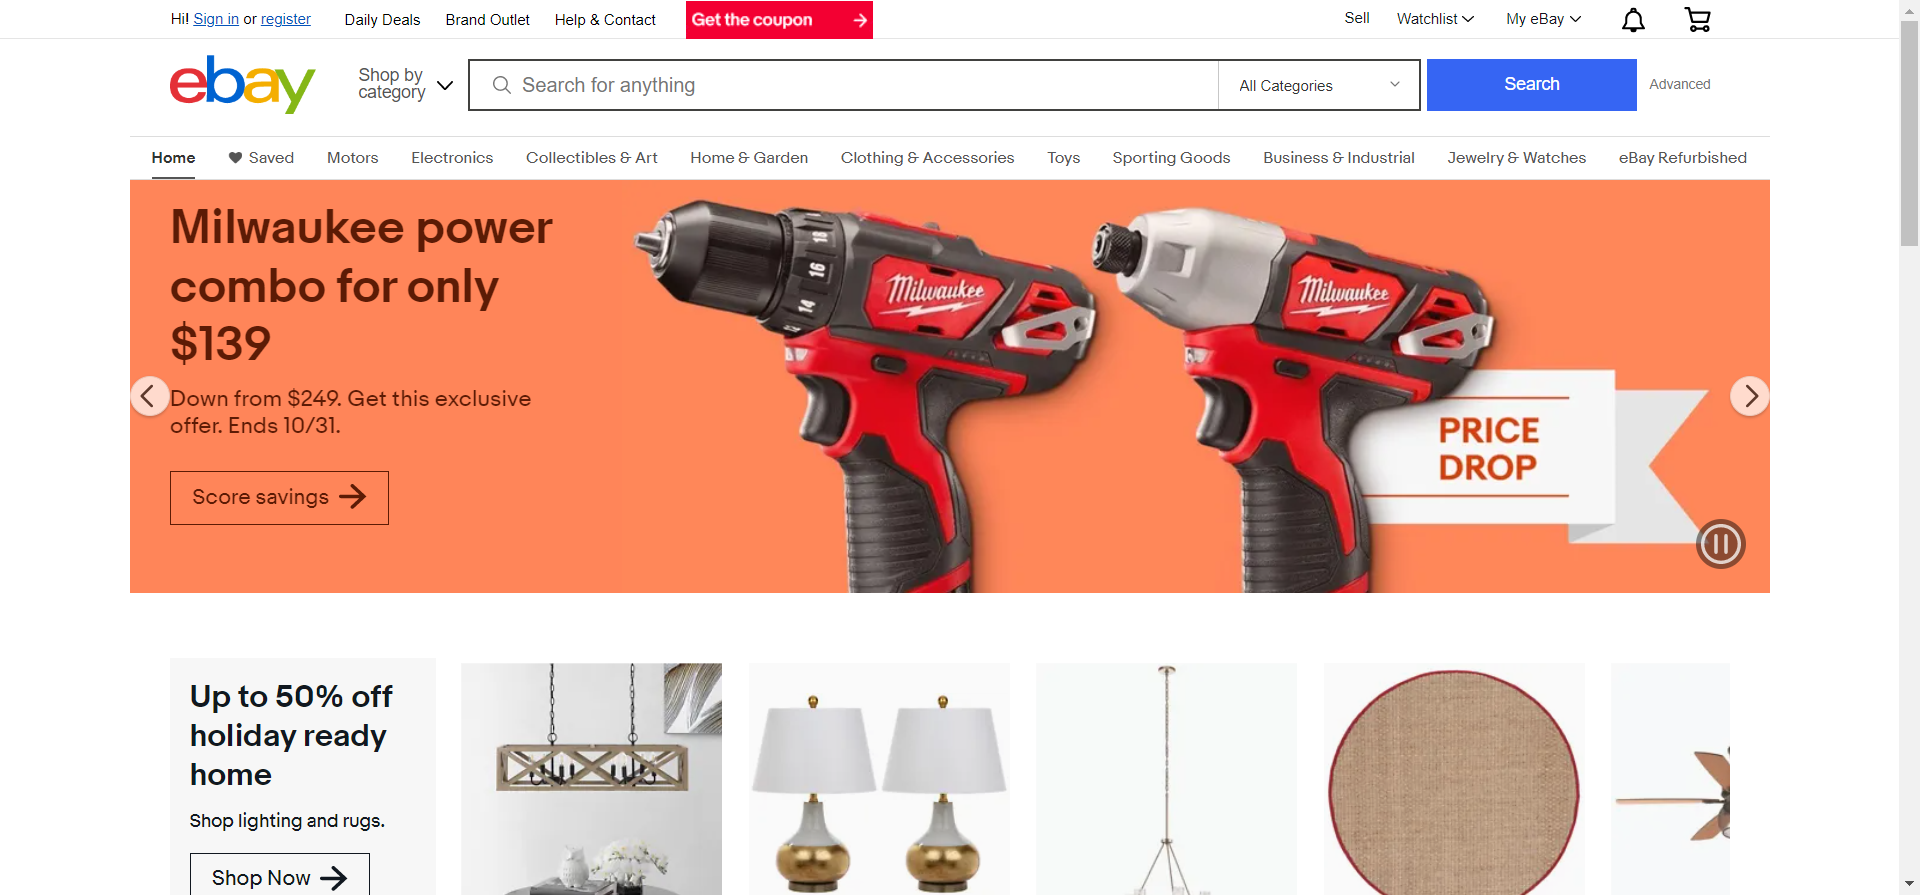 Hi! Sign in or register
Daily Deals
Brand Outlet
Help & Contact
Get the coupon
Sell
Watchlist
My eBay
ebay
Shop by
category
Search for anything
All Categories
Search
Advanced
Home
Saved
Motors
Electronics
Collectibles & Art
Home & Garden
Clothing & Accessories
Toys
Sporting Goods
Business & Industrial
Jewelry & Watches
eBay Refurbished
Milwaukee power
combo for only
$139
Down from $249. Get this exclusive
offer. Ends 10/31.
Score savings
18
16
14
12
Milwaukee
Milwaukee
PRICE
DROP
Up to 50% off
holiday ready
home
Shop lighting and rugs.
Shop Now